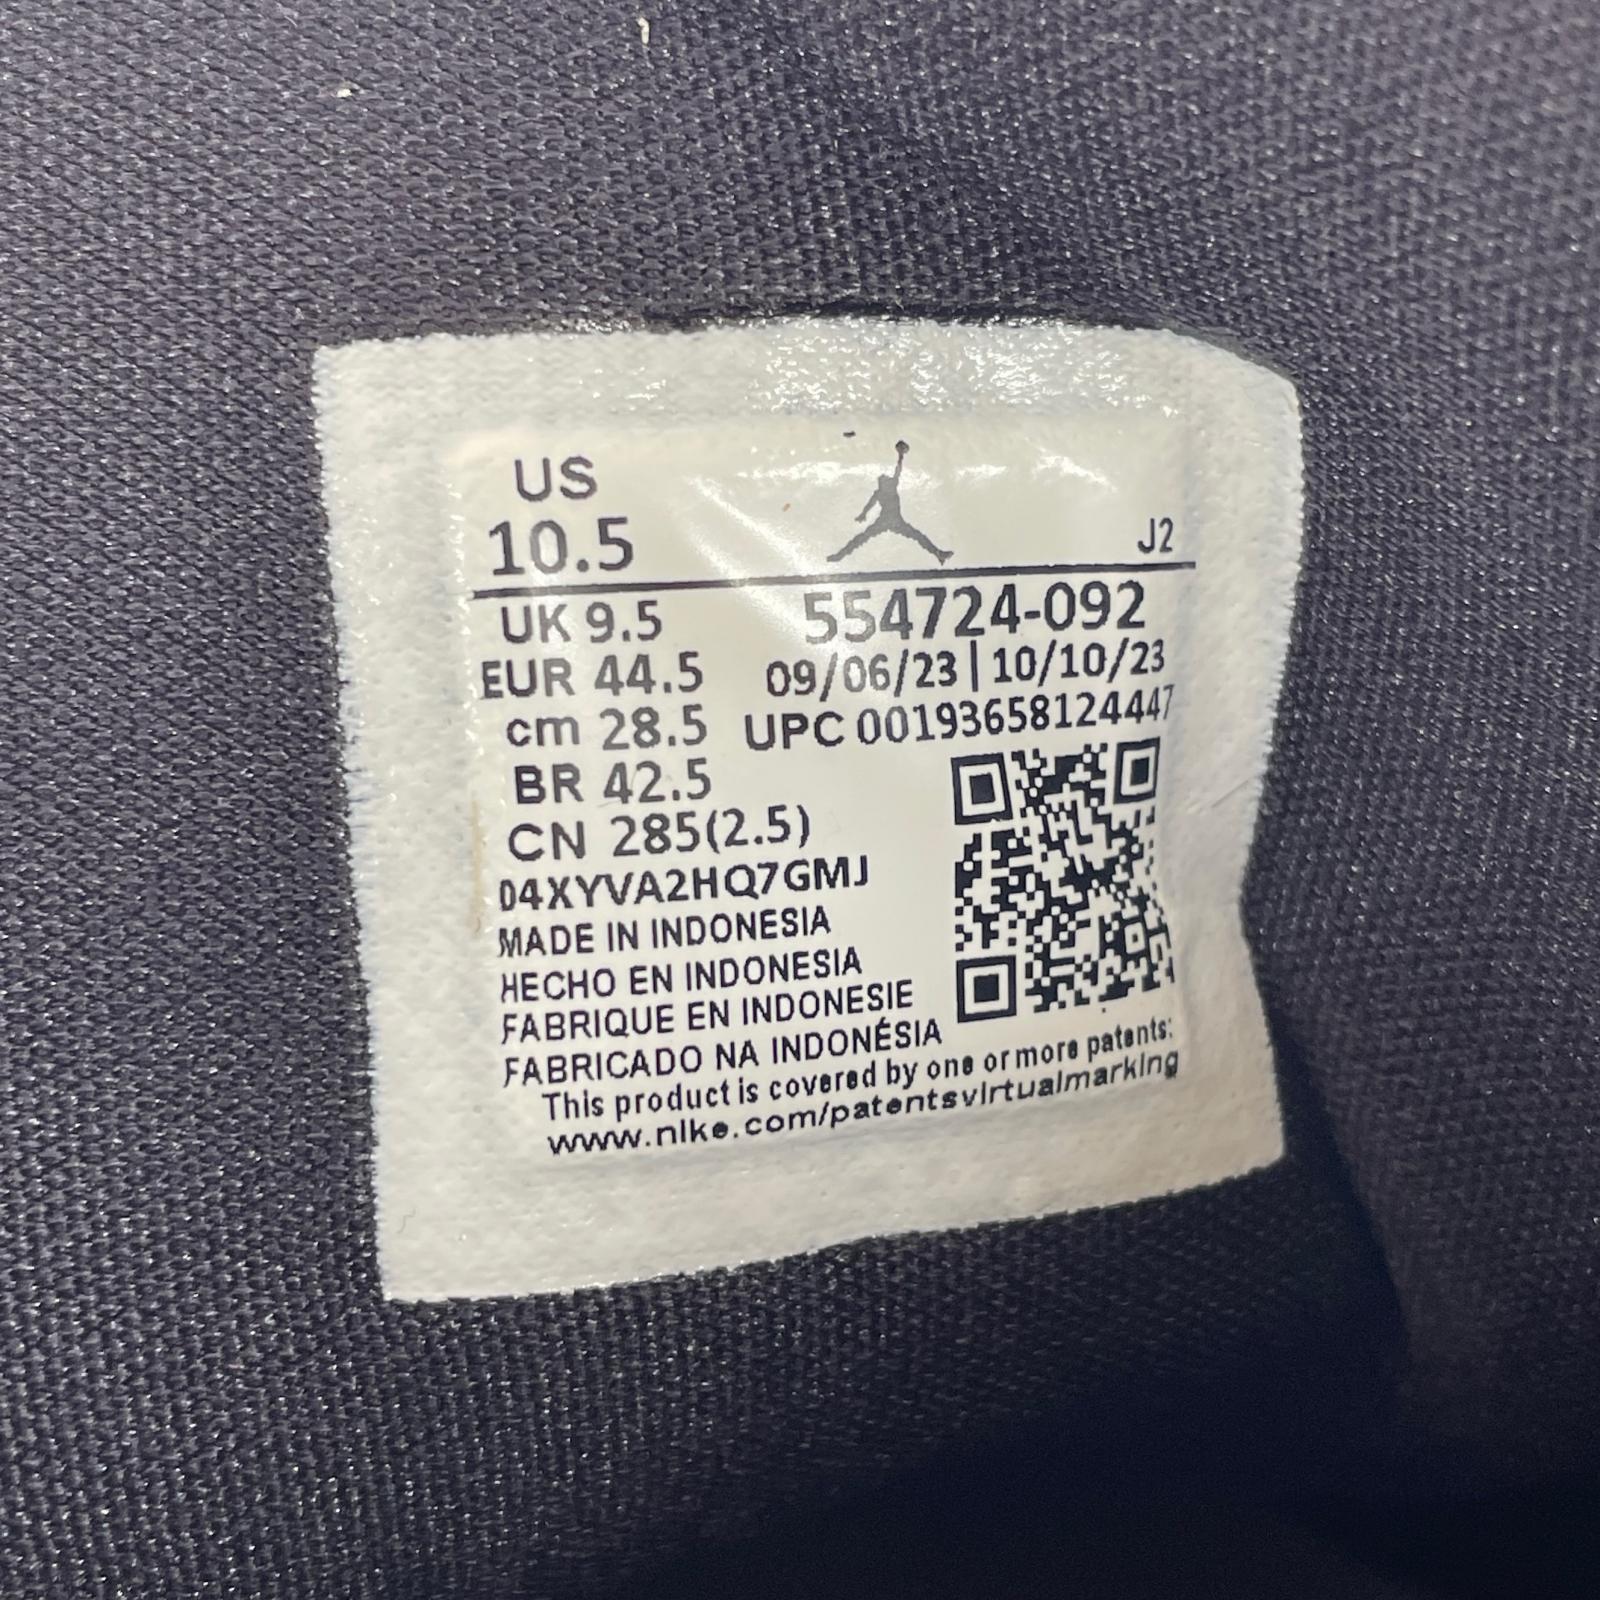 US
10.5
J2
UK 9.5
554724-092
EUR 44.5
09/06/23 | 10/10/23
cm 28.5
UPC 00193658124447
BR 42.5
CN 285(2.5)
04XYVA2HQ7GMJ
MADE IN INDONESIA
HECHO EN INDONESIA
FABRIQUE EN INDONESIE
FABRICADO NA INDONÉSIA
This product is covered by one or more patents:
www.nike.com/patentsvirtualmarking